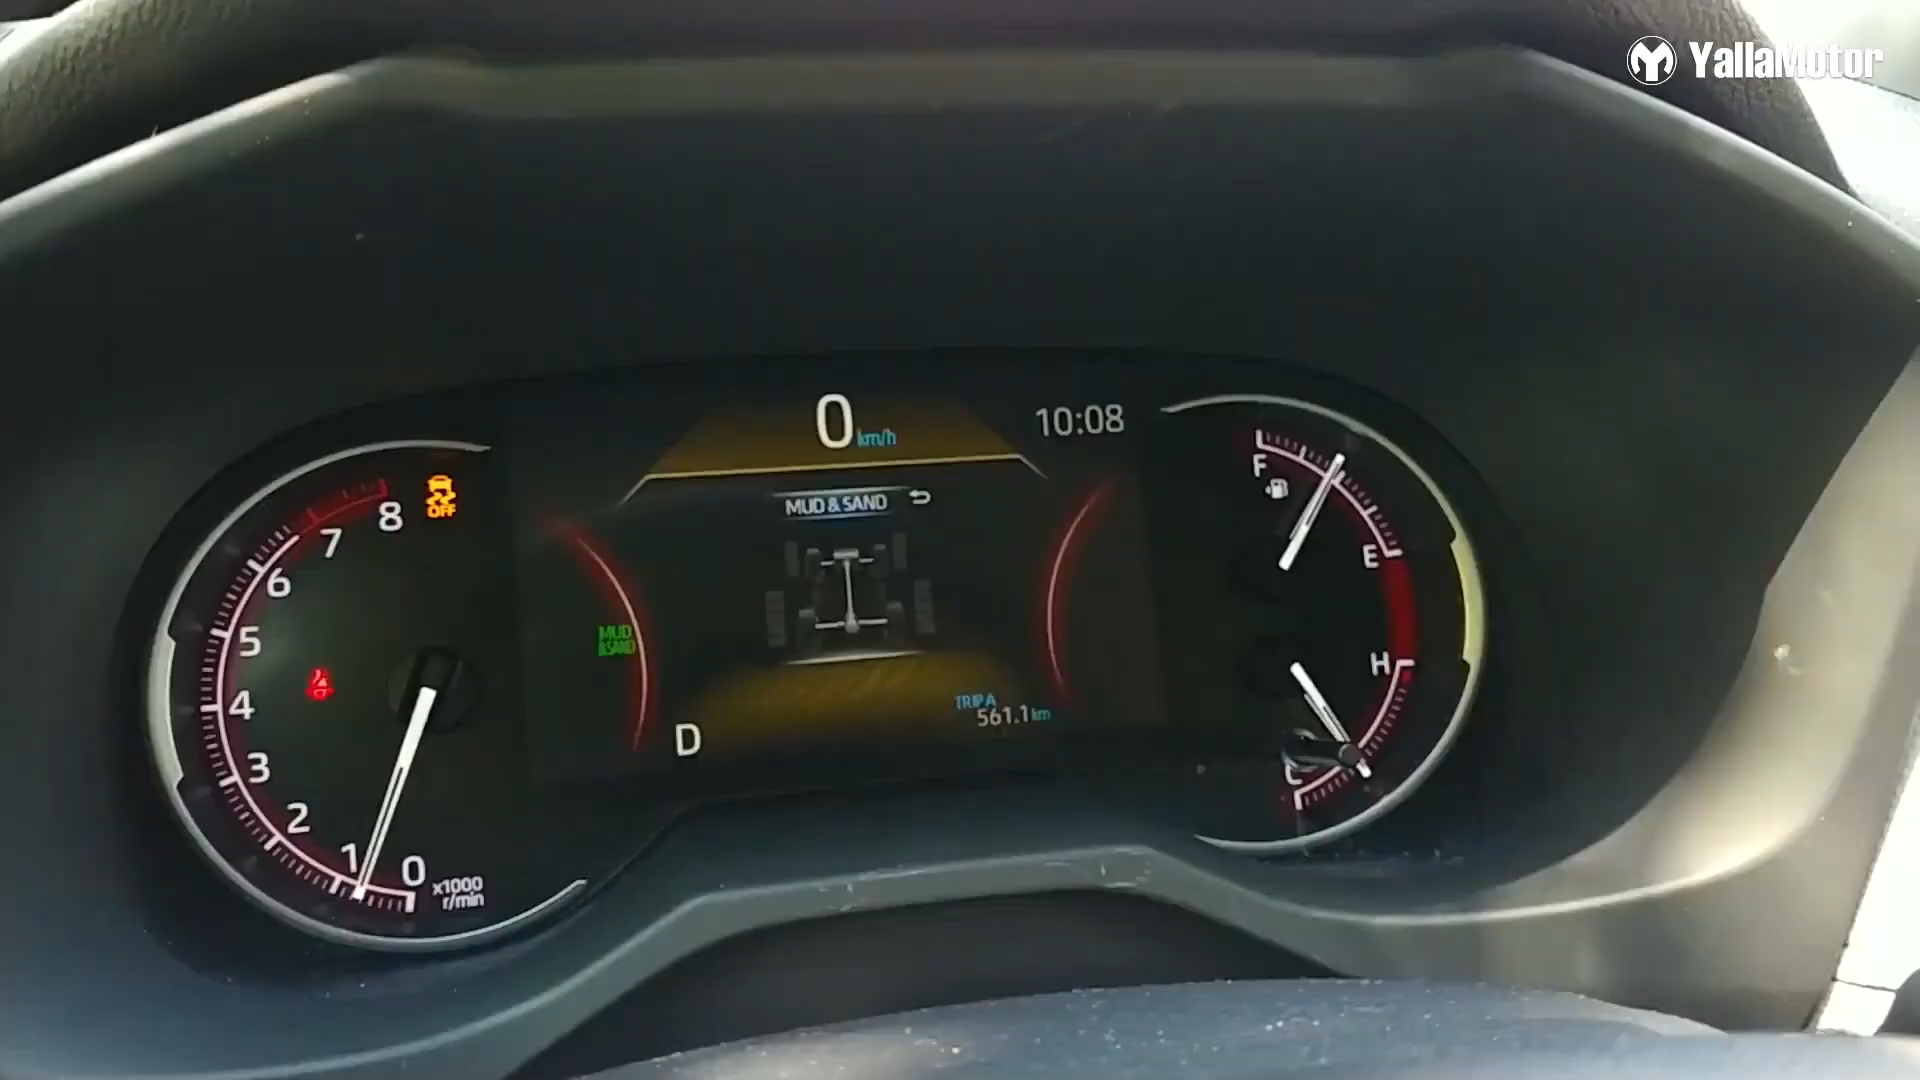 YallaMotor
0 km/h
10:08
MUD & SAND
8
OFF
7
6
5
4
3
2
1
0
x1000
r/min
MUD
&SAND
D
TRIP A
561.1 km
F
E
H
C